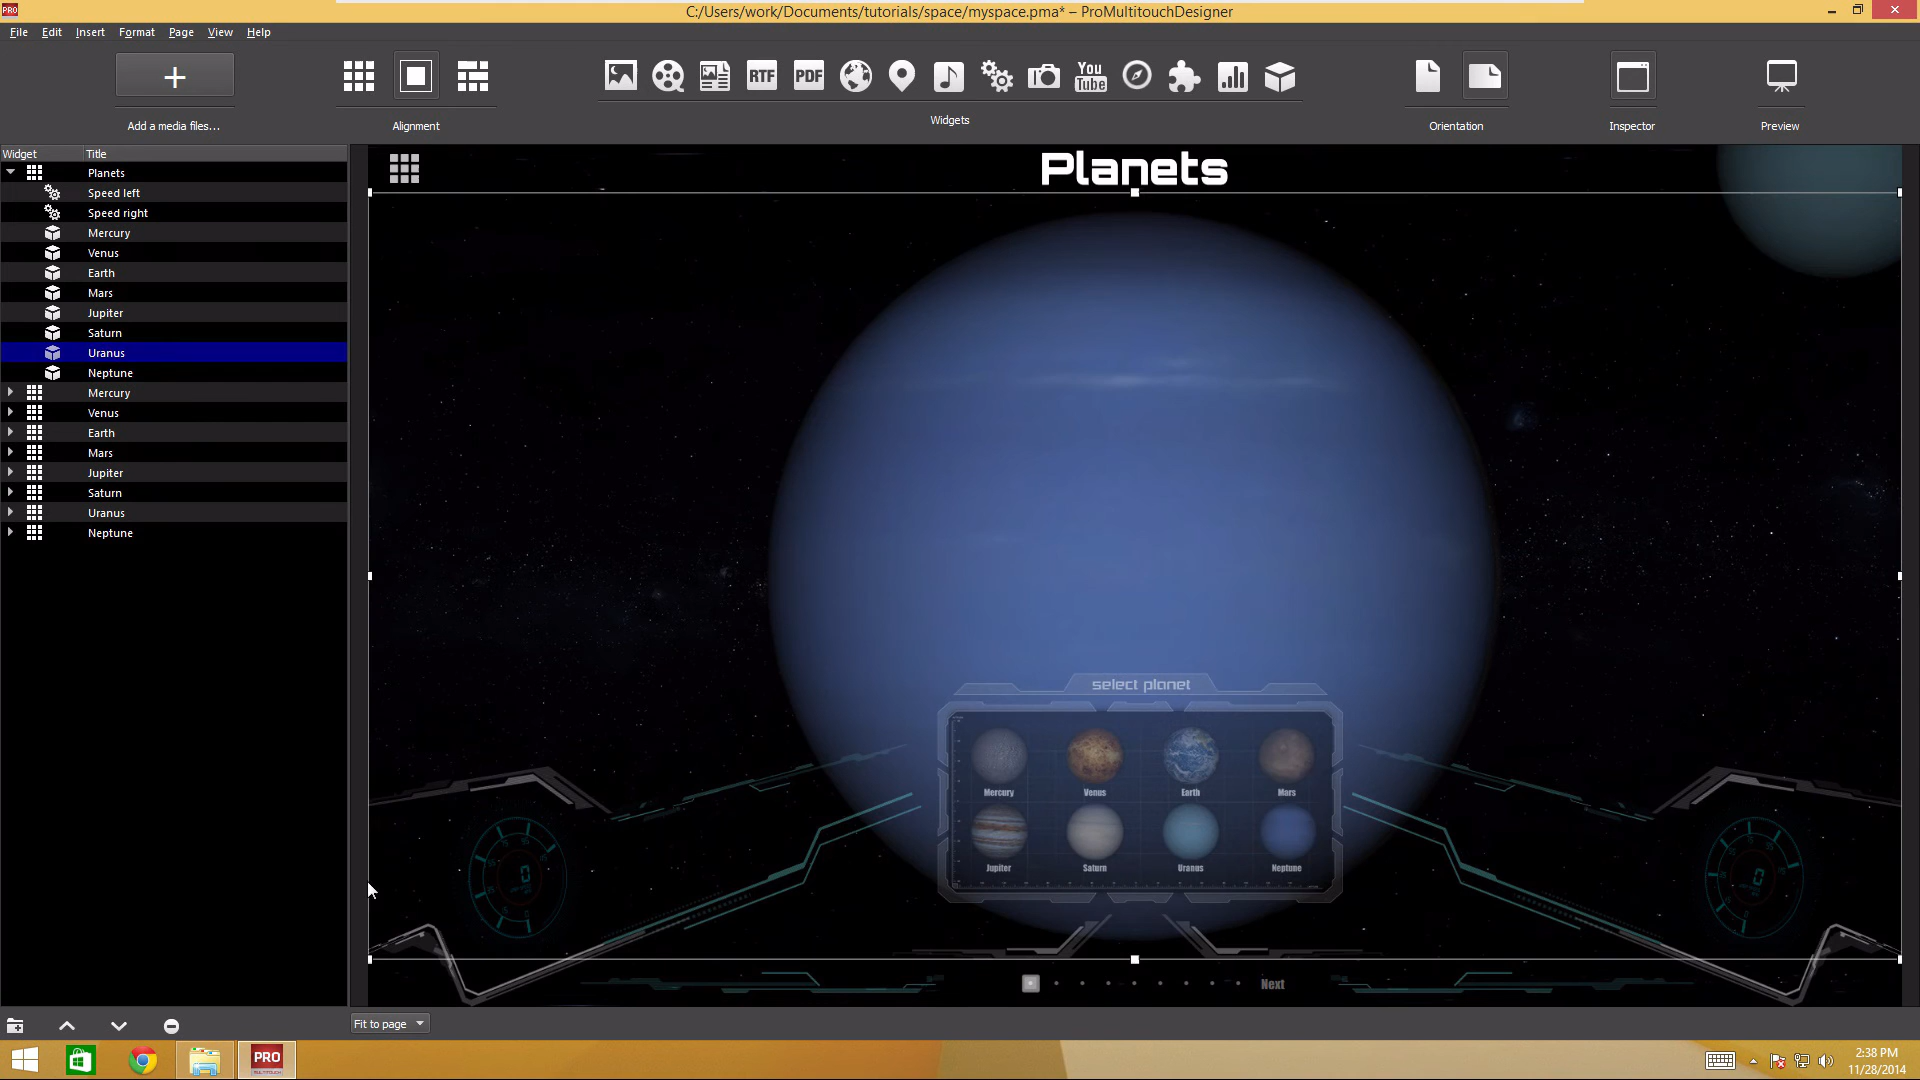 PRO
C:/Users/work/Documents/tutorials/space/myspace.pma* – ProMultitouchDesigner
File Edit Insert Format Page View Help
RTF PDF You Tube
Add a media files...
Alignment
Widgets
Orientation
Inspector
Preview
Widget Title
Planets
Speed left
Speed right
Mercury
Venus
Earth
Mars
Jupiter
Saturn
Uranus
Neptune
Mercury
Venus
Earth
Mars
Jupiter
Saturn
Uranus
Neptune
Planets
select planet
Mercury Venus Earth Mars
Jupiter Saturn Uranus Neptune
Next
Fit to page
PRO
MULTITOUCH
2:38 PM
11/28/2014